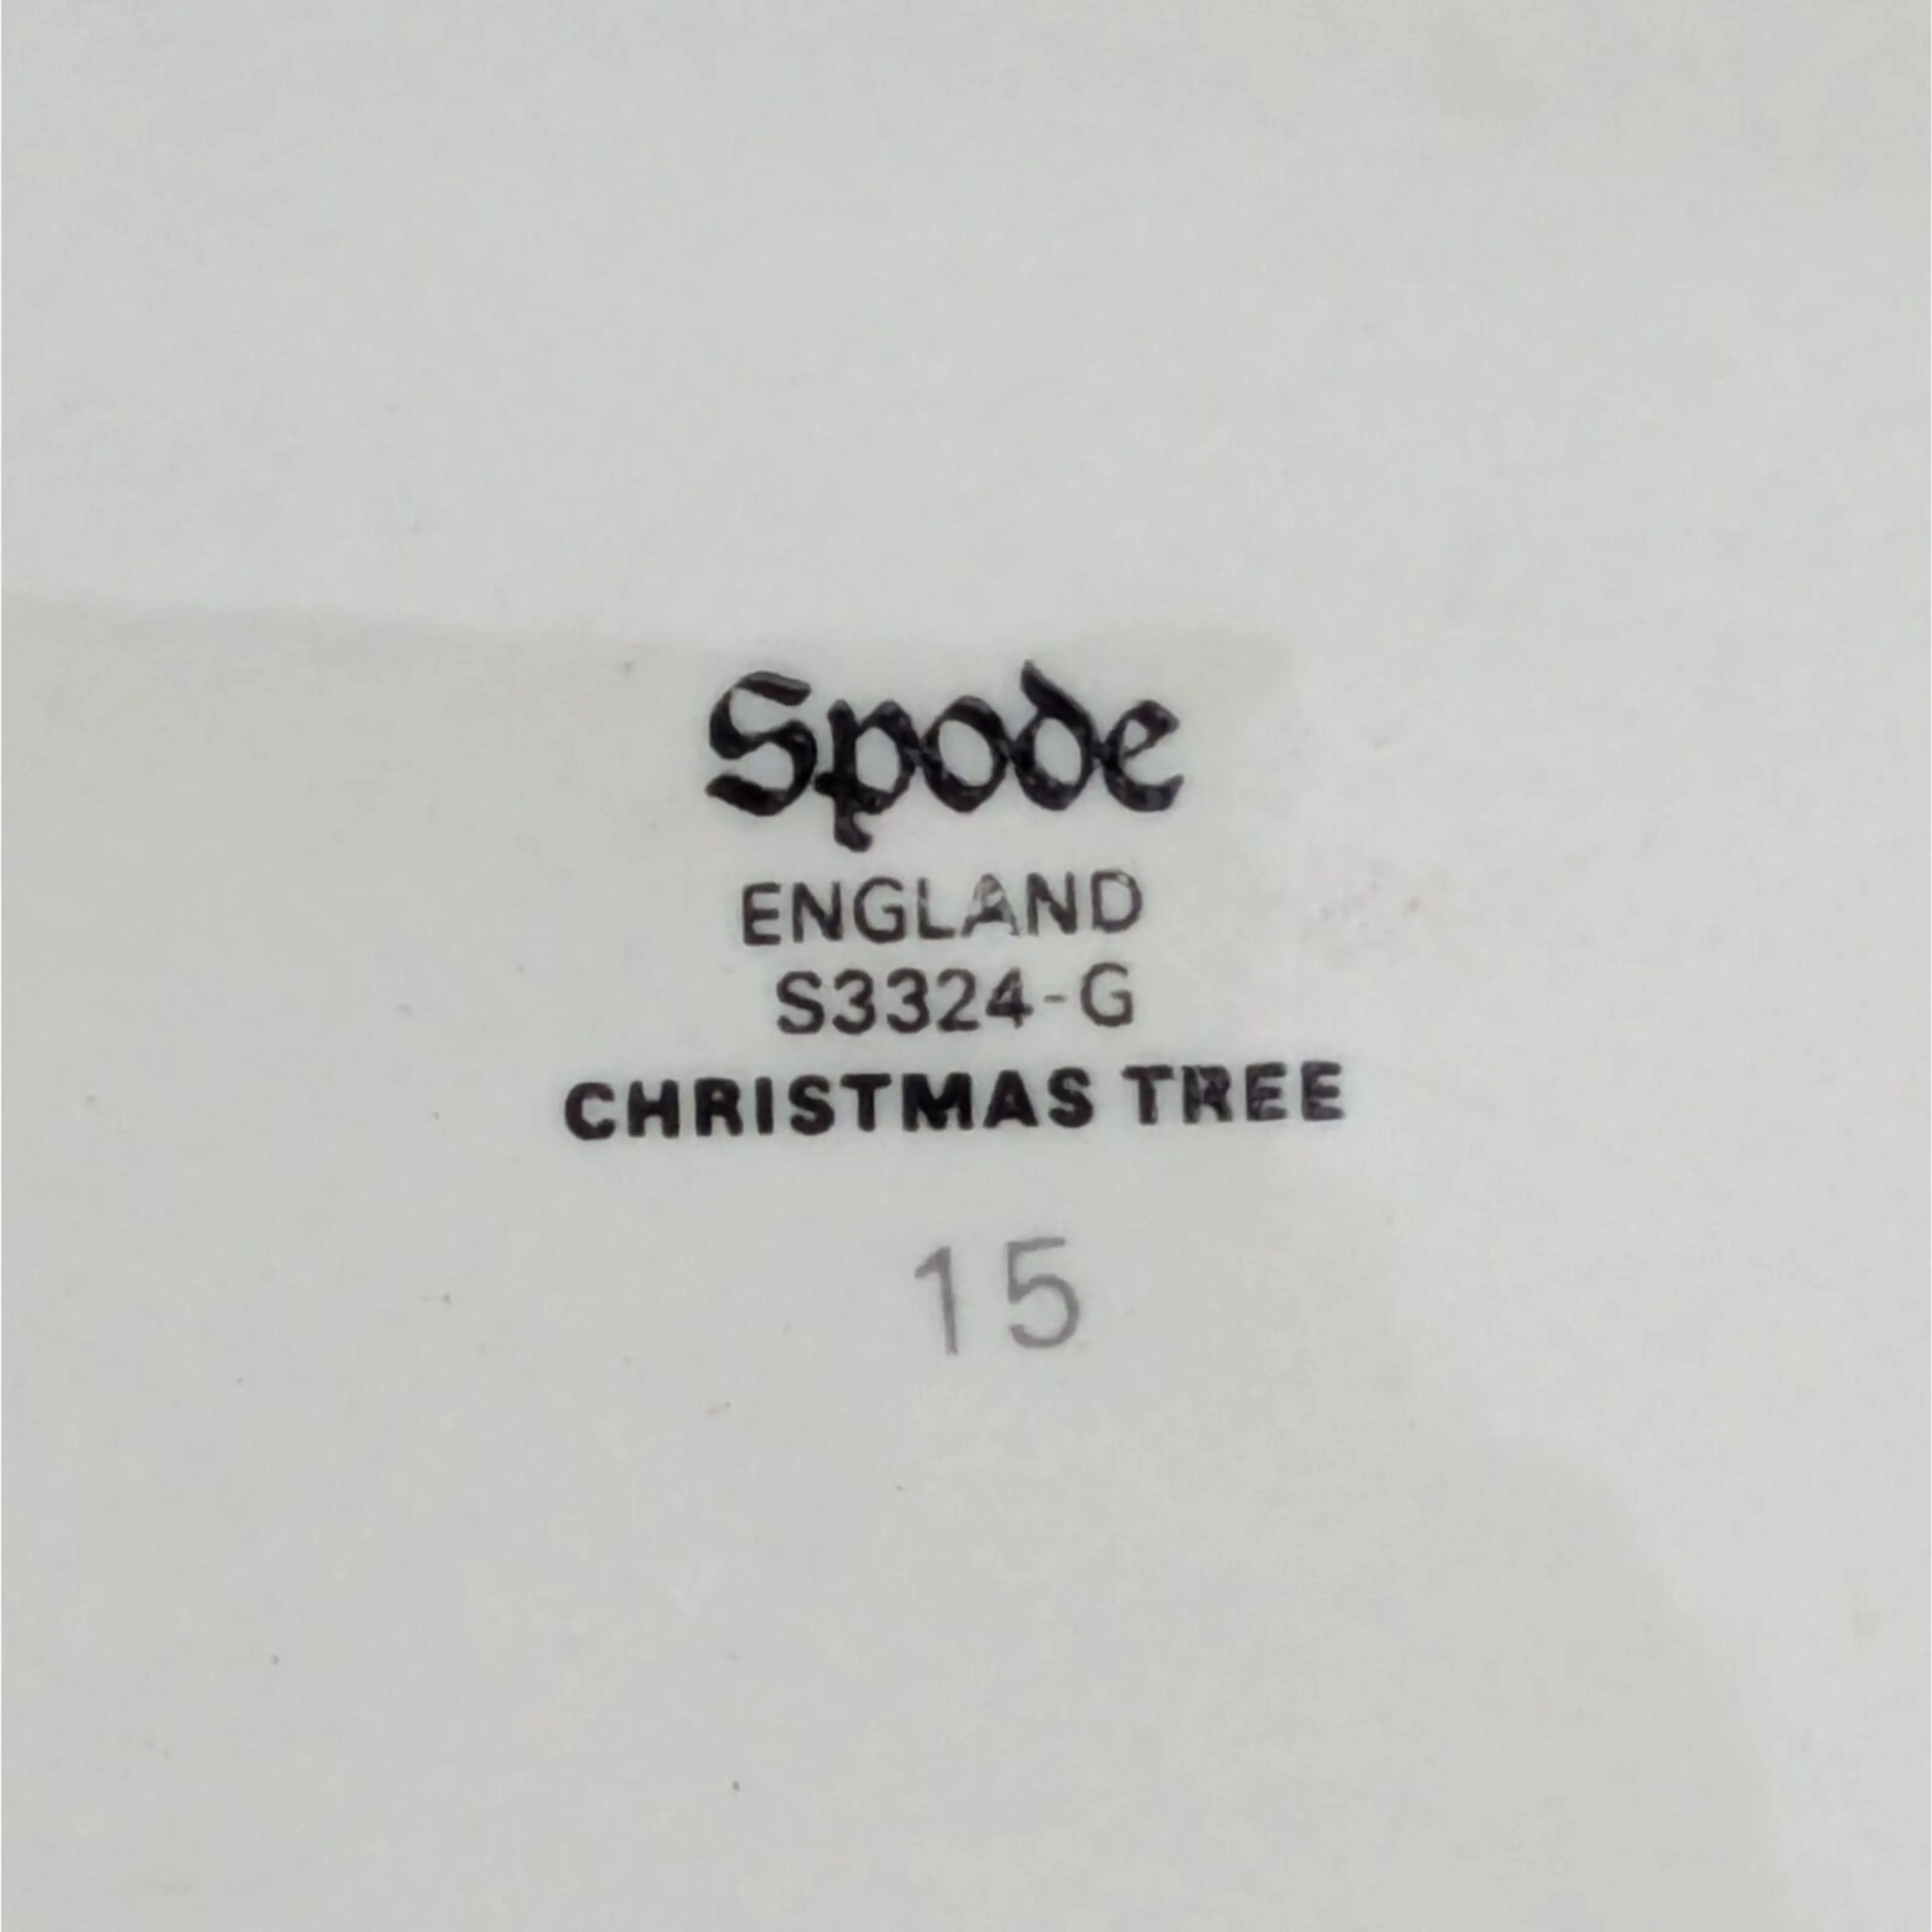 Spode
ENGLAND
S3324-G
CHRISTMAS TREE
15